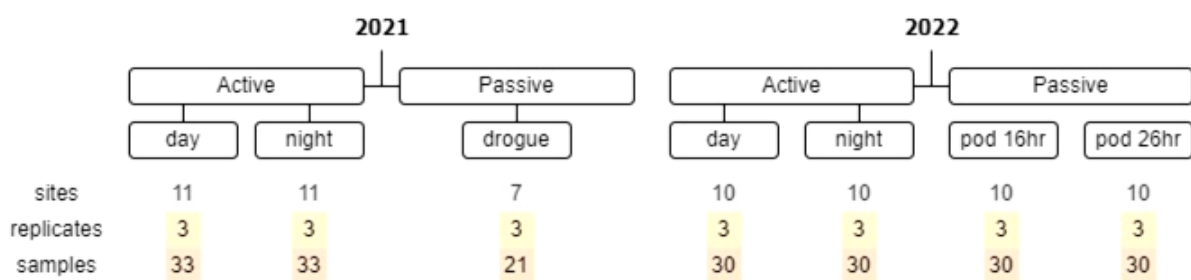 2021 2022
Active Passive Active Passive
day night drogue day night pod 16hr pod 26hr
sites 11 11 7 10 10 10 10
replicates 3 3 3 3 3 3 3
samples 33 33 21 30 30 30 30